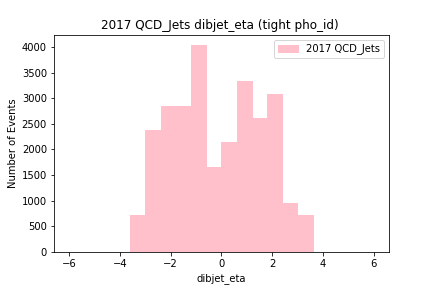 2017 QCD_Jets dibjet_eta (tight pho_id)
2017 QCD_Jets
4000
3500
3000
2500
2000
1500
1000
500
0
Number of Events
−6 −4 −2 0 2 4 6
dibjet_eta